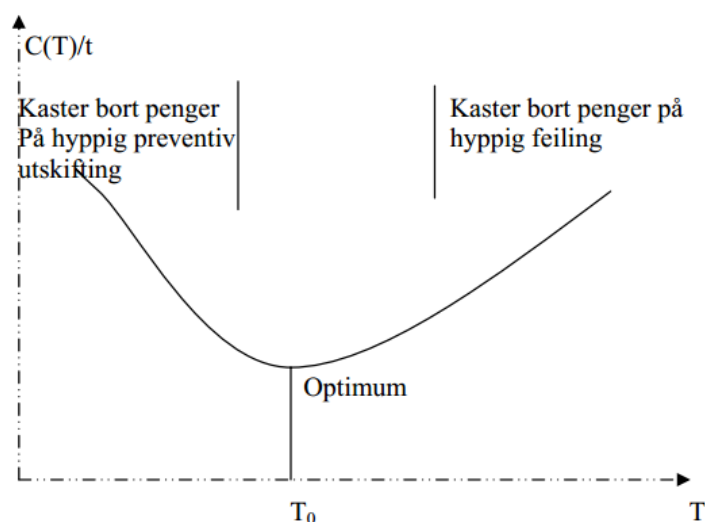 C(T)/t
Kaster bort penger
På hyppig preventiv
utskifting
Kaster bort penger på
hyppig feiling
Optimum
T₀
T